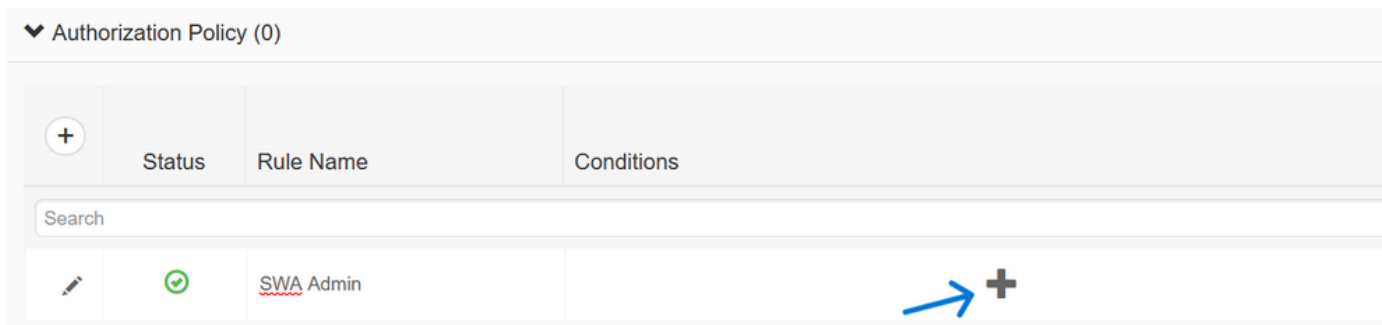 Authorization Policy (0)
Status Rule Name Conditions
Search
SWA Admin